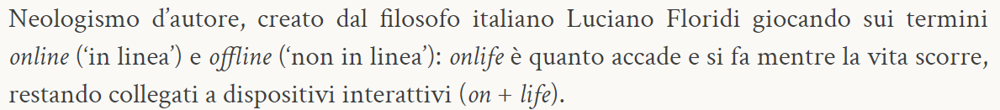 Neologismo d’autore, creato dal filosofo italiano Luciano Floridi giocando sui termini
online (‘in linea’) e offline (‘non in linea’): onlife è quanto accade e si fa mentre la vita scorre,
restando collegati a dispositivi interattivi (on + life).